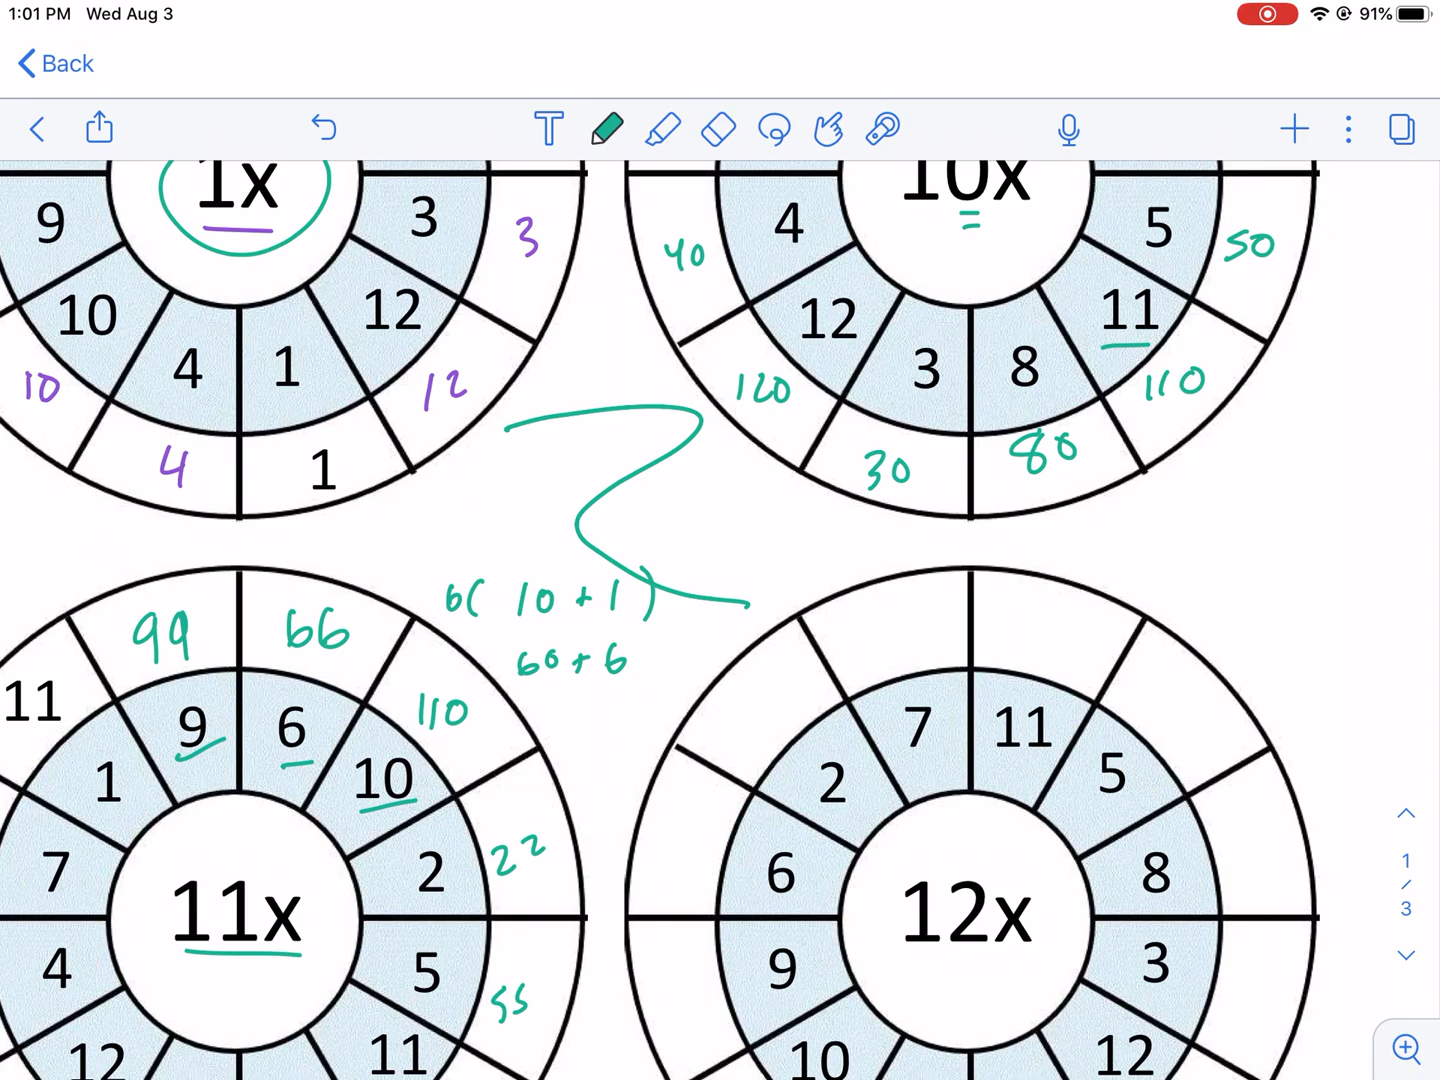 1:01 PM Wed Aug 3 91%
Back
1x 10x
9 3 3 4 5 50
40
10 12 12 11
10 4 1 12 120 3 8 110
4 1 30 80
99 66 6( 10 + 1 )
60 + 6
11 9 6 110 7 11
1 10 2 5
7 2 22 6 8
1
/
3
11x 12x
4 5 55 9 3
12 11 10 12